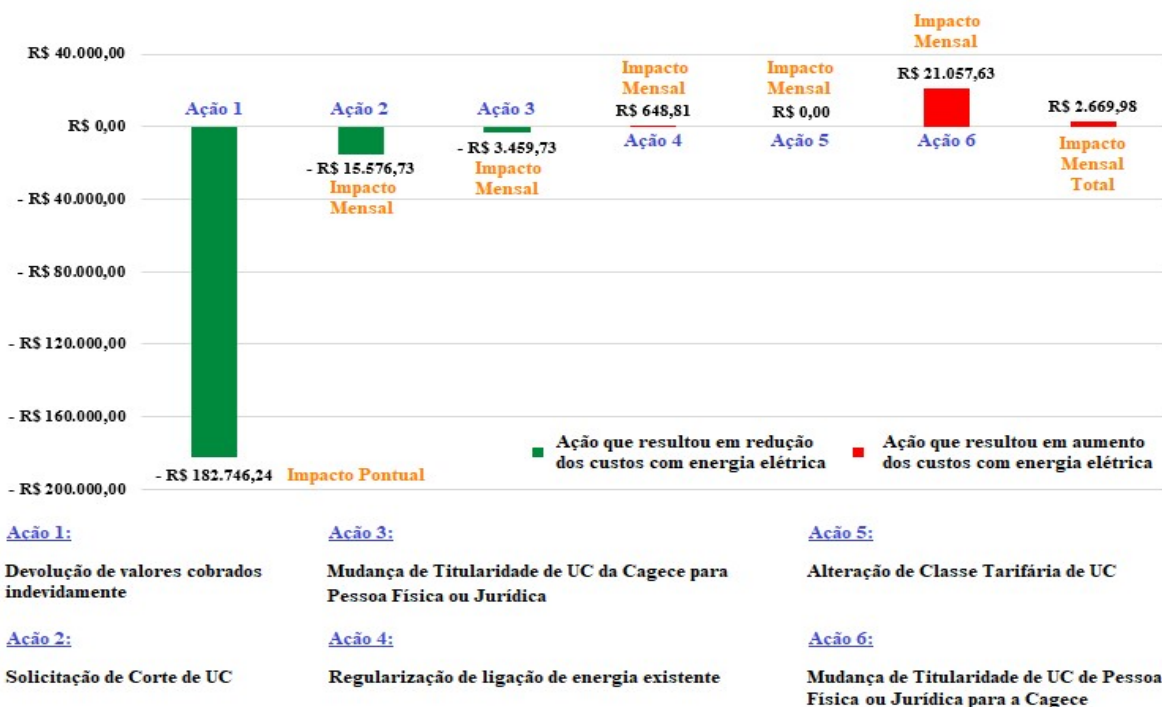 R$ 40.000,00
R$ 0,00
- R$ 40.000,00
- R$ 80.000,00
- R$ 120.000,00
- R$ 160.000,00
- R$ 200.000,00
Ação 1
- R$ 182.746,24
Impacto Pontual
Ação 2
- R$ 15.576,73
Impacto
Mensal
Ação 3
- R$ 3.459,73
Impacto
Mensal
Impacto
Mensal
R$ 648,81
Ação 4
Impacto
Mensal
R$ 0,00
Ação 5
Impacto
Mensal
R$ 21.057,63
Ação 6
R$ 2.669,98
Impacto
Mensal
Total
Ação que resultou em redução
dos custos com energia elétrica
Ação que resultou em aumento
dos custos com energia elétrica
Ação 1:
Devolução de valores cobrados
indevidamente
Ação 2:
Solicitação de Corte de UC
Ação 3:
Mudança de Titularidade de UC da Cagece para
Pessoa Física ou Jurídica
Ação 4:
Regularização de ligação de energia existente
Ação 5:
Alteração de Classe Tarifária de UC
Ação 6:
Mudança de Titularidade de UC de Pessoa
Física ou Jurídica para a Cagece